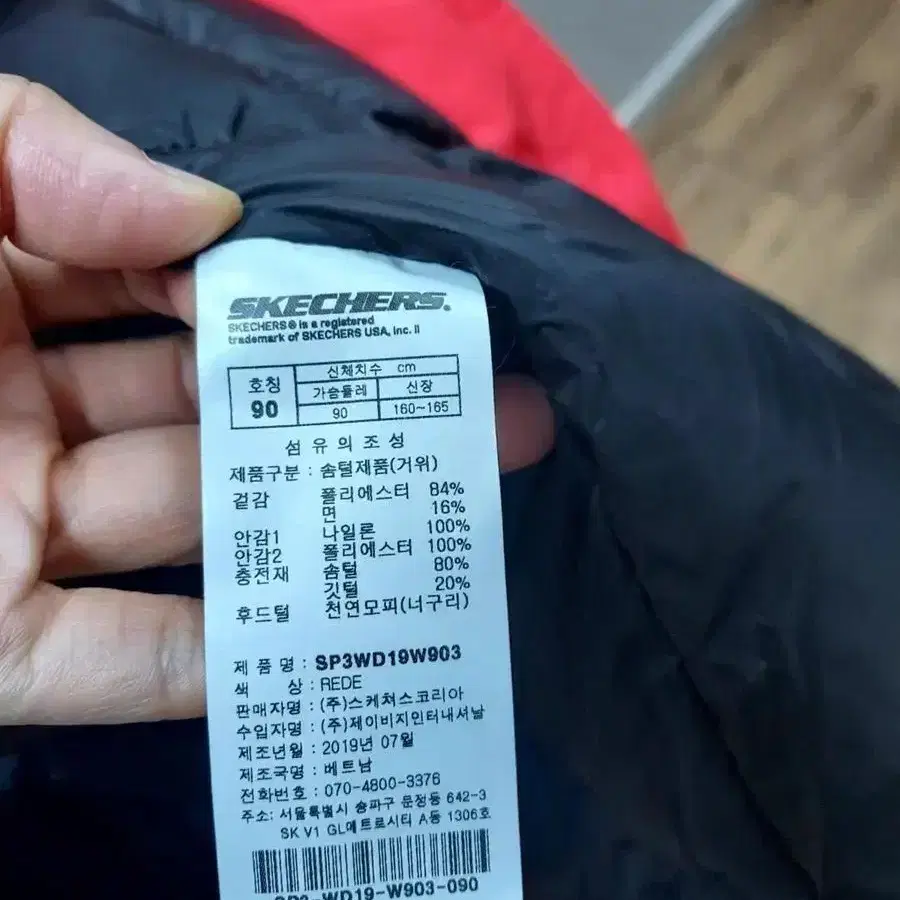 SKECHERS.
SKECHERS® is a registered
trademark of SKECHERS USA, Inc. II
호칭 신체치수 cm
가슴둘레 신장
90 90 160~165
섬유의조성
제품구분 : 솜털제품(거위)
겉감 폴리에스터 84%
면 16%
안감1 나일론 100%
안감2 폴리에스터 100%
충전재 솜털 80%
깃털 20%
후드털 천연모피(너구리)
제 품 명 : SP3WD19W903
색 상 : REDE
판매자명 : (주)스케쳐스코리아
수입자명 : (주)제이비지인터내셔날
제조년월 : 2019년 07월
제조국명 : 베트남
전화번호 : 070-4800-3376
주소: 서울특별시 송파구 문정동 642-3
SK V1 GL메트로시티 A동 1306호
SP3-WD19-W903-090